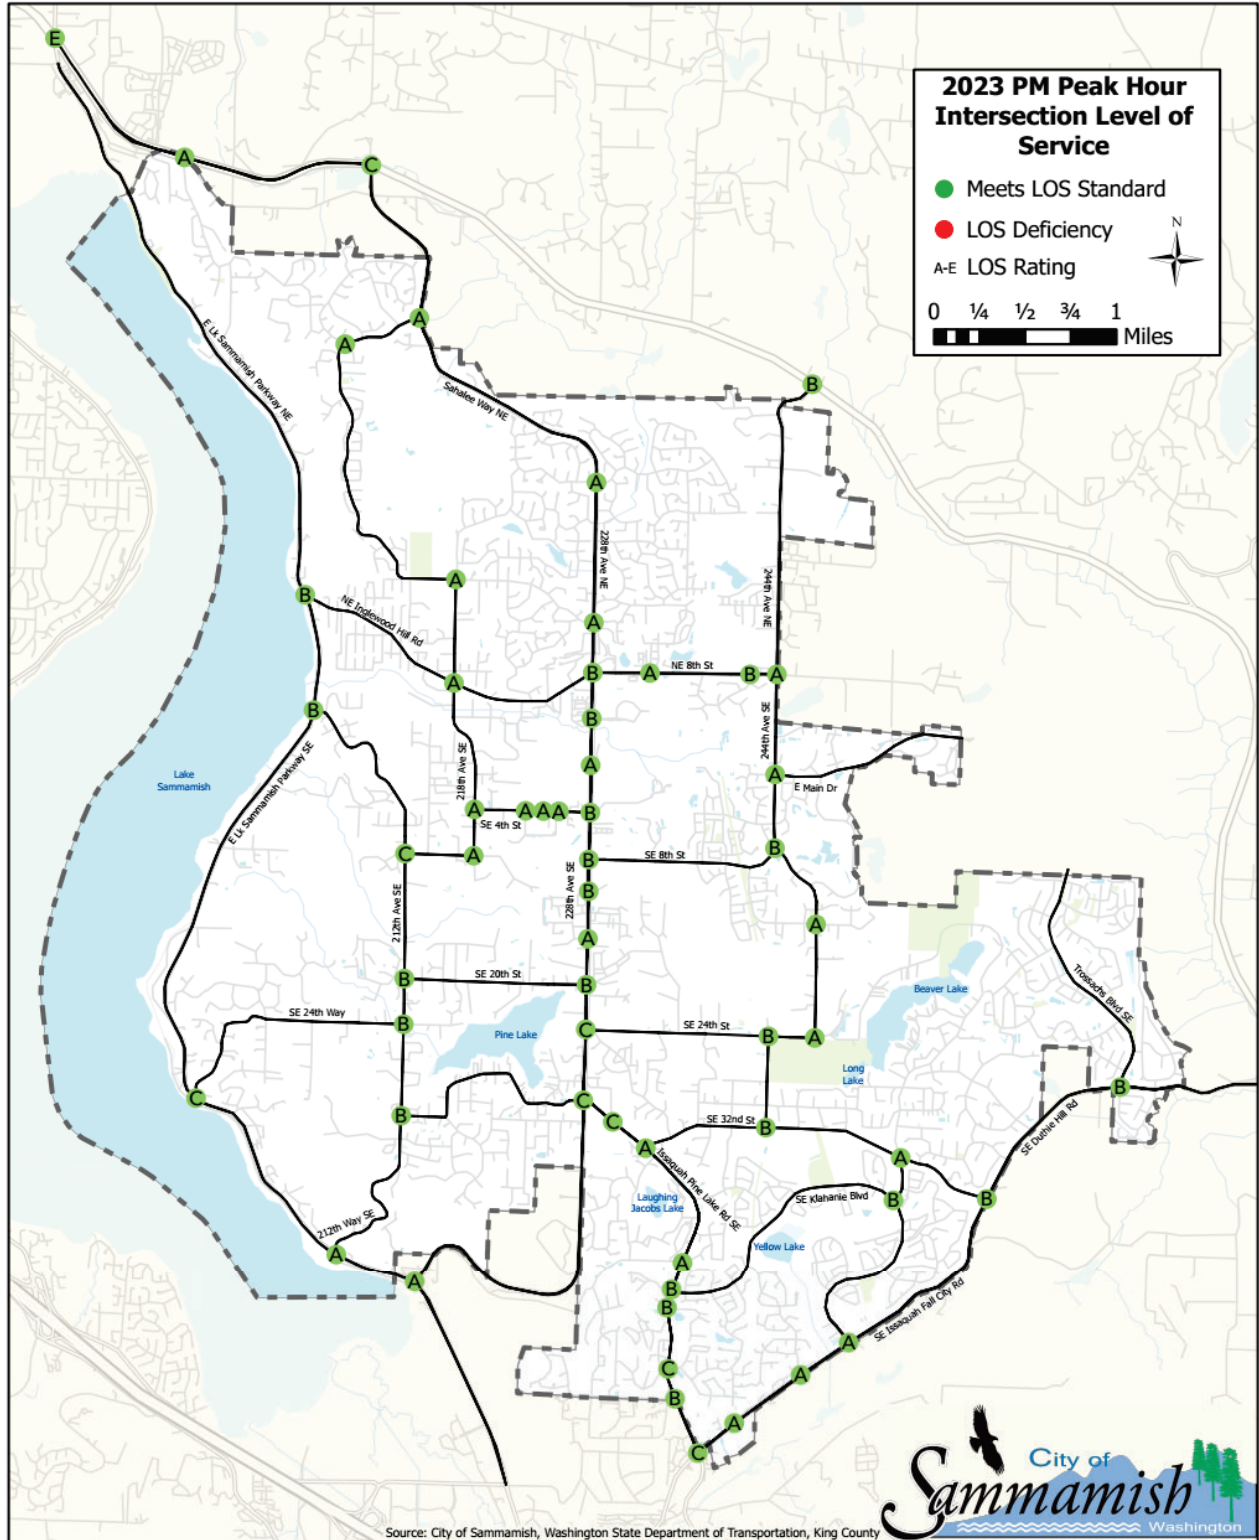 2023 PM Peak Hour
Intersection Level of
Service
Meets LOS Standard
LOS Deficiency
A-E LOS Rating
N
0 ¼ ½ ¾ 1
Miles
E
A
C
A
A
B
E Lk Sammamish Parkway NE
Sahalee Way NE
A
228th Ave NE
244th Ave NE
A
B
NE Inglewood Hill Rd
A
B A NE 8th St B A
A
B
B
244th Ave SE
Lake
Sammamish
E Lk Sammamish Parkway SE
218th Ave SE
A
A
E Main Dr
A A A A B
SE 4th St
C A
B
SE 8th St
B
228th Ave SE
B
212th Ave SE
A
A
B
SE 20th St
B
Beaver Lake
Trossachs Blvd SE
SE 24th Way
B
Pine Lake
C
SE 24th St
B A
Long
Lake
C
B
C
C
SE 32nd St
B
B
SE Duthie Hill Rd
A
Issaquah Pine Lake Rd SE
A
Laughing
Jacobs Lake
SE Klahanie Blvd
B
B
212th Way SE
Yellow Lake
A
A
A
B
B
SE Issaquah Fall City Rd
A
C
A
B
A
C
City of
Sammamish
Washington
Source: City of Sammamish, Washington State Department of Transportation, King County